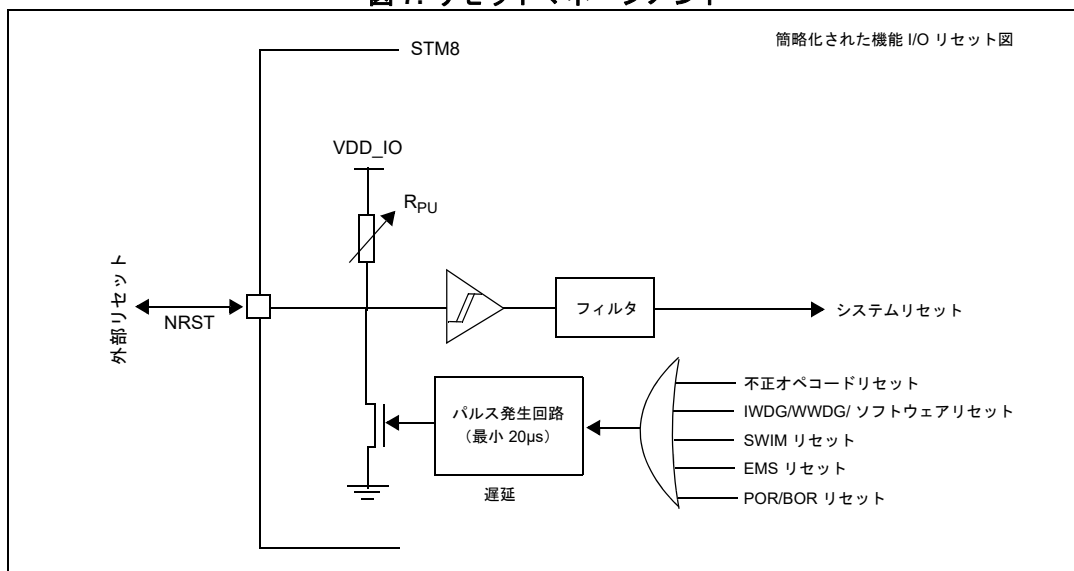 STM8
簡略化された機能 I/O リセット図
VDD_IO
RPU
外部リセット
NRST
フィルタ
システムリセット
パルス発生回路
（最小 20µs）
遅延
不正オペコードリセット
IWDG/WWDG/ ソフトウェアリセット
SWIM リセット
EMS リセット
POR/BOR リセット